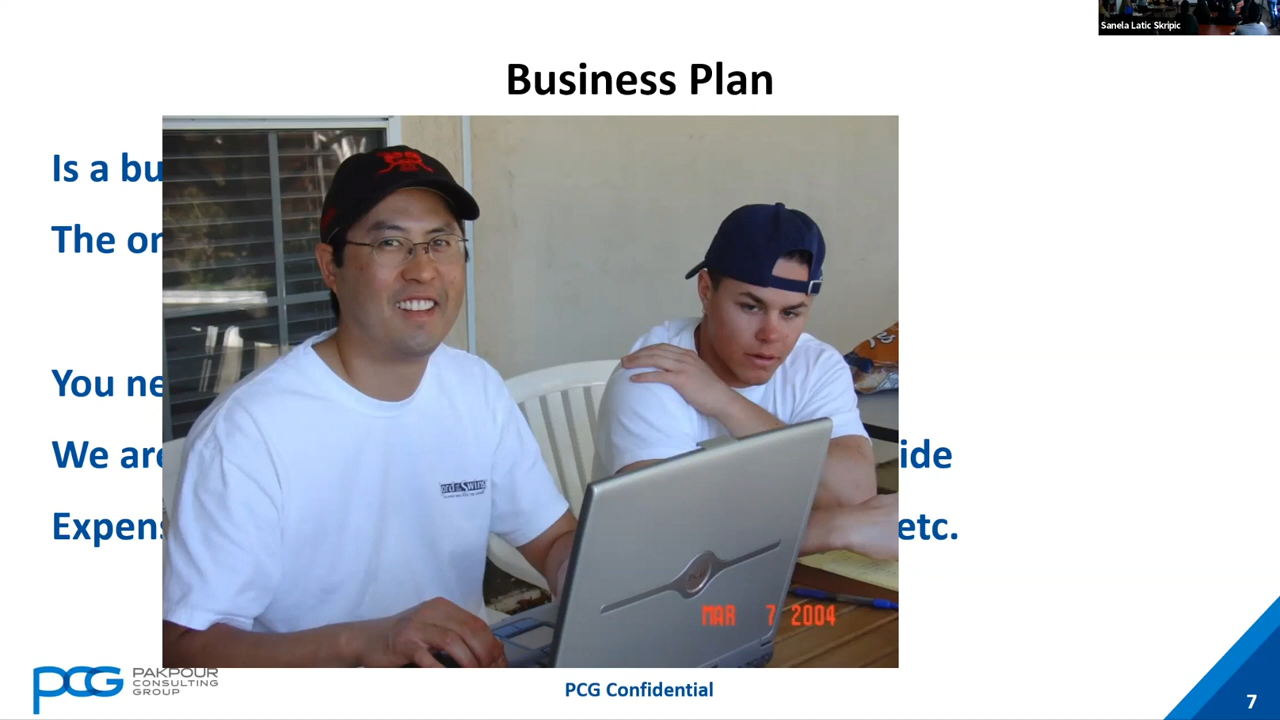 Sanela Latic Skripic
Business Plan
Is a bu
The or
You ne
We are
ide
Expens
etc.
MAR 7 2004
PCG
PAKPOUR
CONSULTING
GROUP
PCG Confidential
7